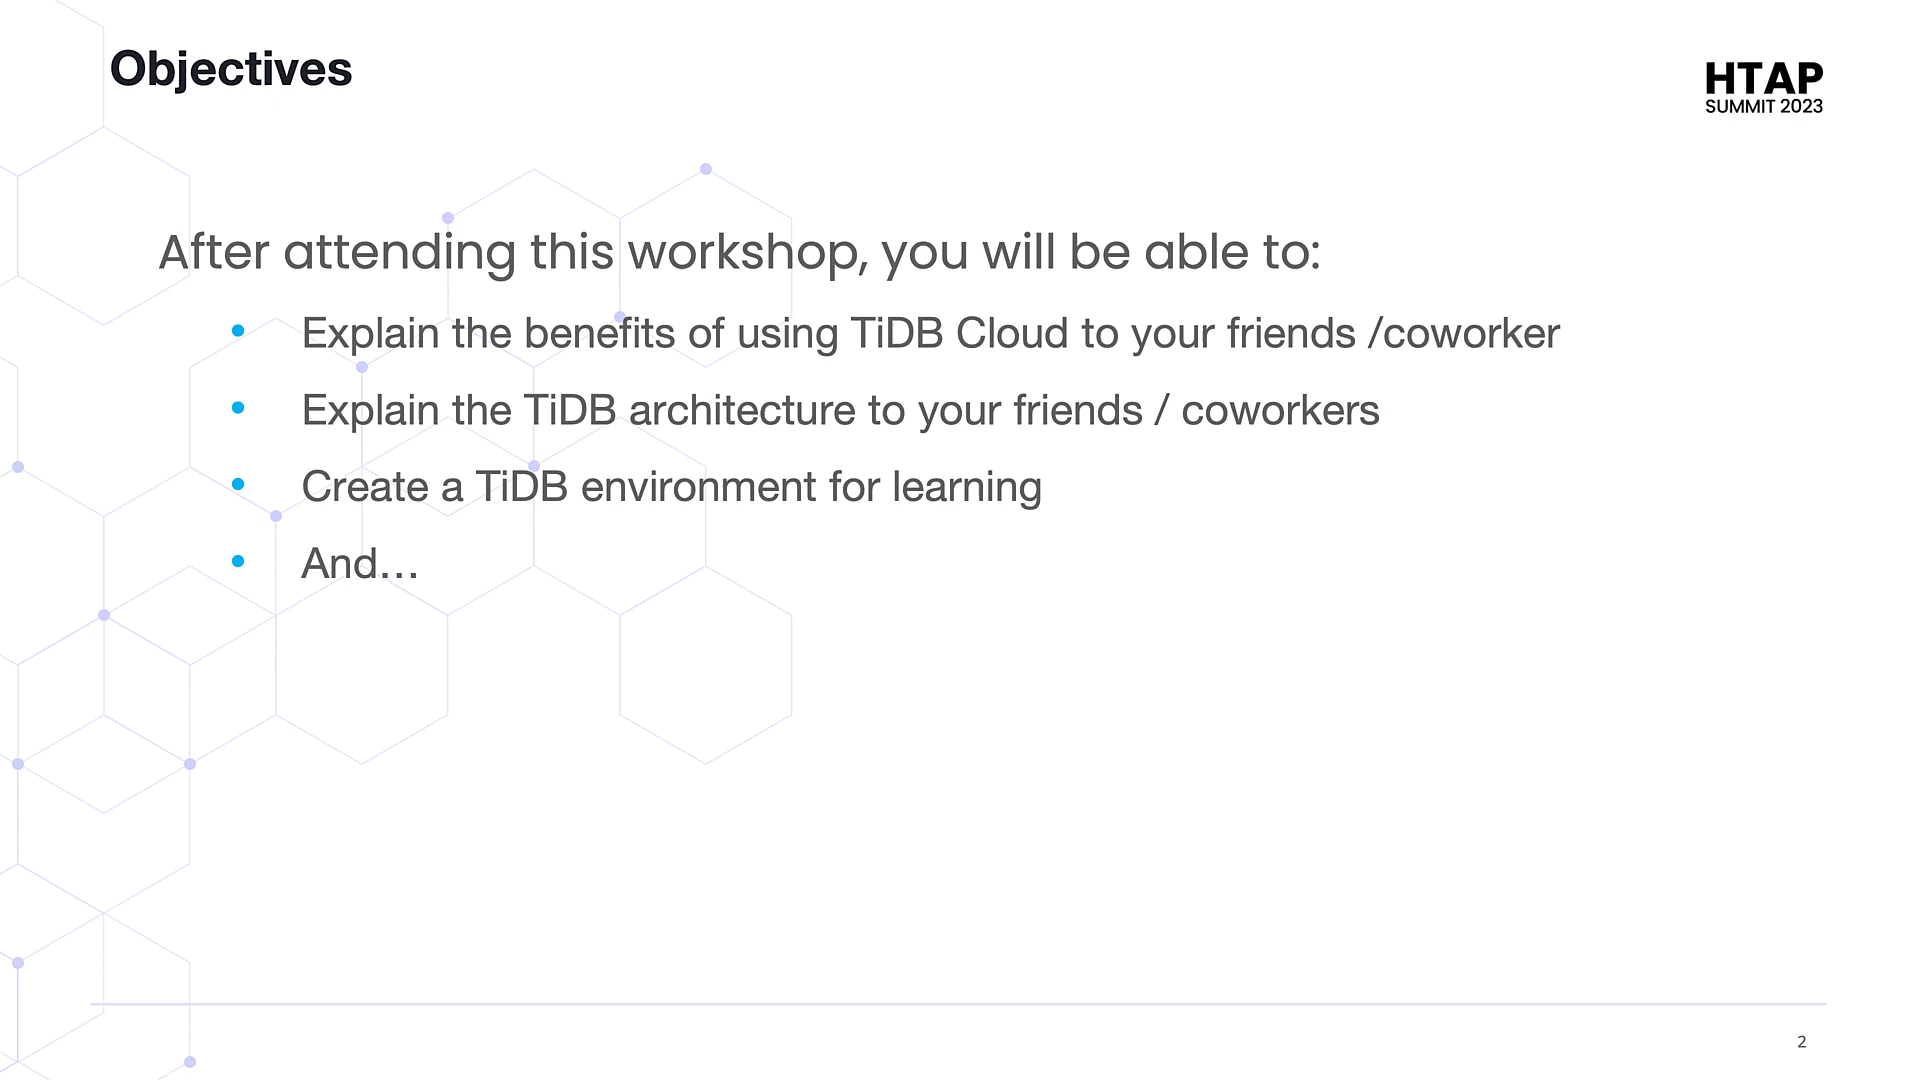 Objectives
HTAP
SUMMIT 2023
After attending this workshop, you will be able to:
• Explain the benefits of using TiDB Cloud to your friends /coworker
• Explain the TiDB architecture to your friends / coworkers
• Create a TiDB environment for learning
• And…
2